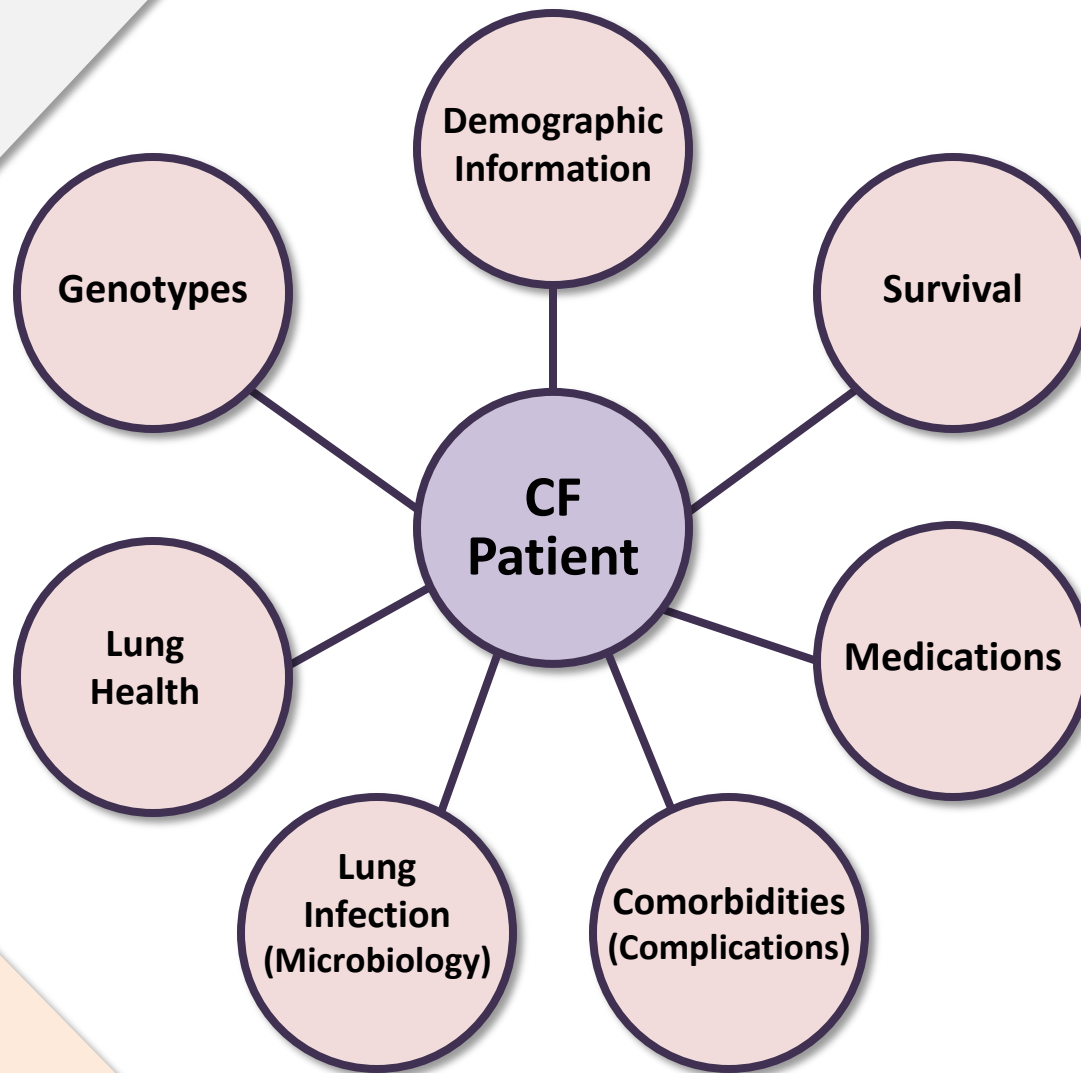 Demographic
Information
Genotypes
Survival
CF
Patient
Lung
Health
Medications
Lung
Infection
(Microbiology)
Comorbidities
(Complications)